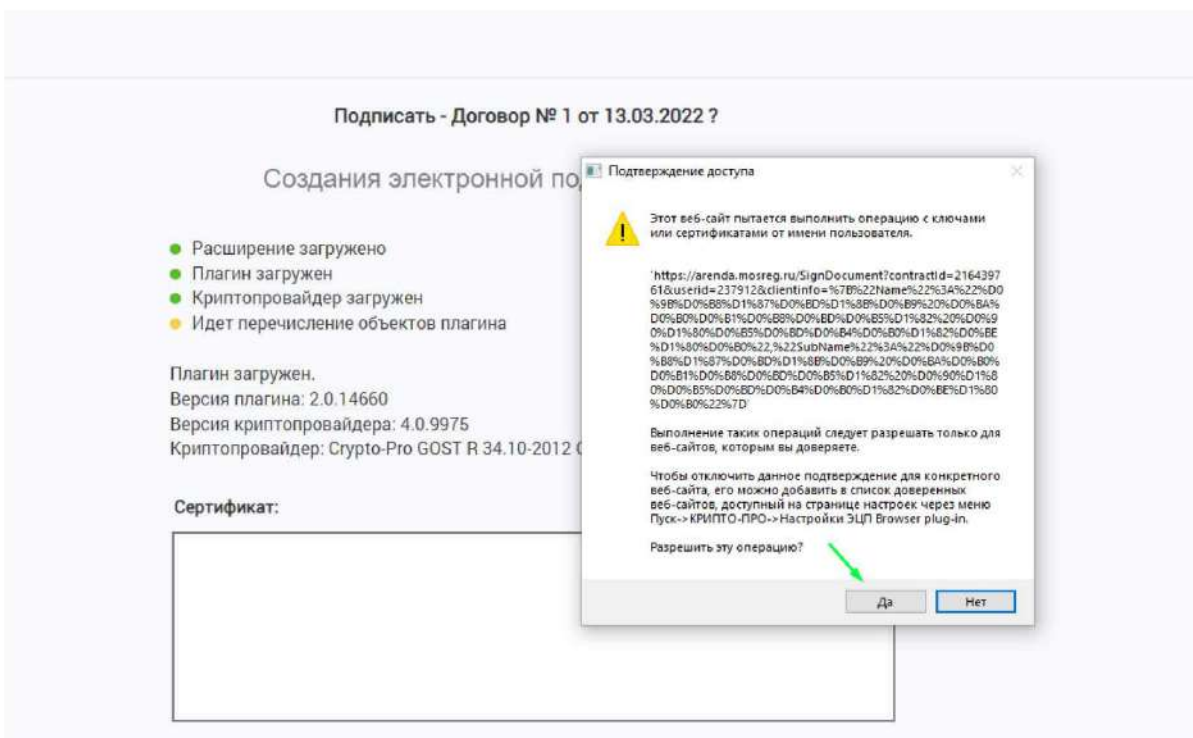 Подписать - Договор № 1 от 13.03.2022 ?
Создания электронной по
Расширение загружено
Плагин загружен
Криптопровайдер загружен
Идет перечисление объектов плагина
Плагин загружен.
Версия плагина: 2.0.14660
Версия криптопровайдера: 4.0.9975
Криптопровайдер: Crypto-Pro GOST R 34.10-2012
Сертификат:
Подтверждение доступа
Этот веб-сайт пытается выполнить операцию с ключами
или сертификатами от имени пользователя.
'https://arenda.mosreg.ru/SignDocument?contractId=2164397
61&userid=237912&clientinfo=%7B%22Name%22%3A%22%D0
%9B%D0%B8%D1%87%D0%BD%D1%8B%D0%B9%20%D0%BA%
D0%B0%D0%B1%D0%B8%D0%BD%D0%B5%D1%82%20%D0%9
0%D1%80%D0%B5%D0%BD%D0%B4%D0%B0%D1%82%D0%BE
%D1%80%D0%B0%22,%22SubName%22%3A%22%D0%9B%D0
%B8%D1%87%D0%BD%D1%8B%D0%B9%20%D0%BA%D0%B0%
D0%B1%D0%B8%D0%BD%D0%B5%D1%82%20%D0%90%D1%8
0%D0%B5%D0%BD%D0%B4%D0%B0%D1%82%D0%BE%D1%80
%D0%B0%22%7D'
Выполнение таких операций следует разрешать только для
веб-сайтов, которым вы доверяете.
Чтобы отключить данное подтверждение для конкретного
веб-сайта, его можно добавить в список доверенных
веб-сайтов, доступный на странице настроек через меню
Пуск->КРИПТО-ПРО->Настройки ЭЦП Browser plug-in.
Разрешить эту операцию?
Да
Нет